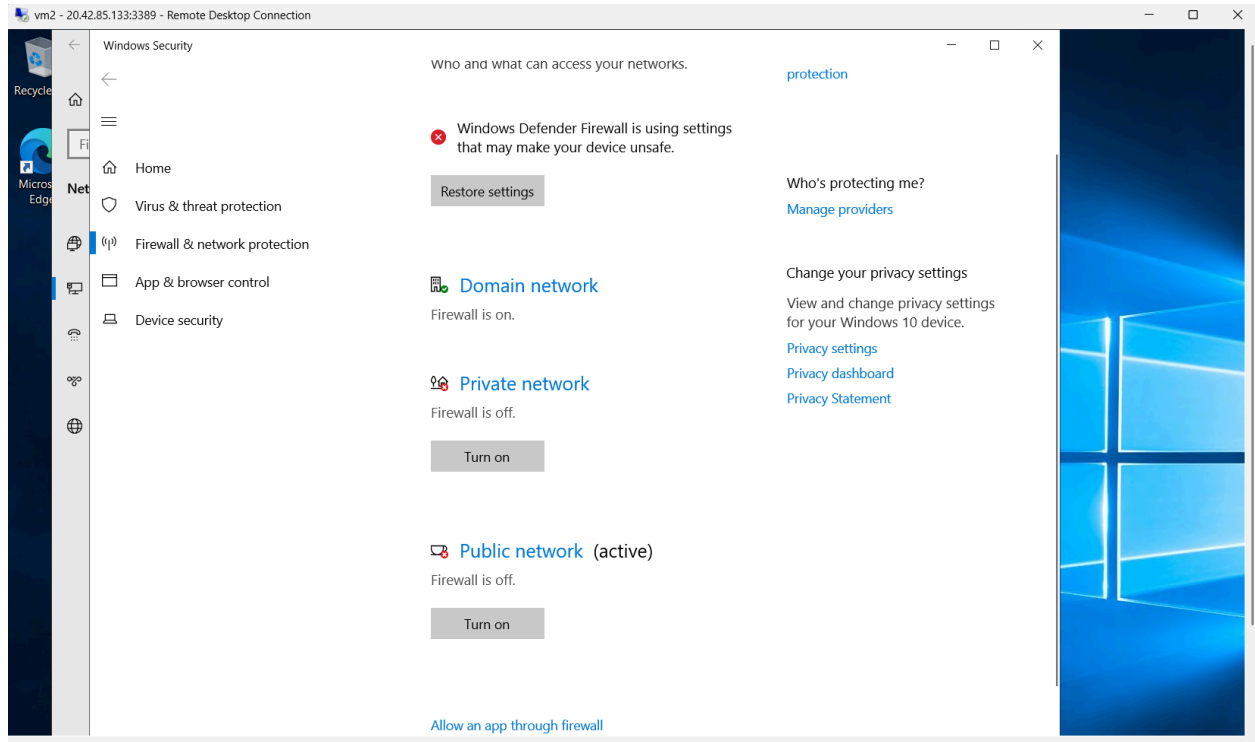 vm2 - 20.42.85.133:3389 - Remote Desktop Connection
Recycle
Micros
Edge
Fi
Net
Windows Security
Home
Virus & threat protection
Firewall & network protection
App & browser control
Device security
Who and what can access your networks.
Windows Defender Firewall is using settings
that may make your device unsafe.
Restore settings
Domain network
Firewall is on.
Private network
Firewall is off.
Turn on
Public network (active)
Firewall is off.
Turn on
Allow an app through firewall
protection
Who's protecting me?
Manage providers
Change your privacy settings
View and change privacy settings
for your Windows 10 device.
Privacy settings
Privacy dashboard
Privacy Statement